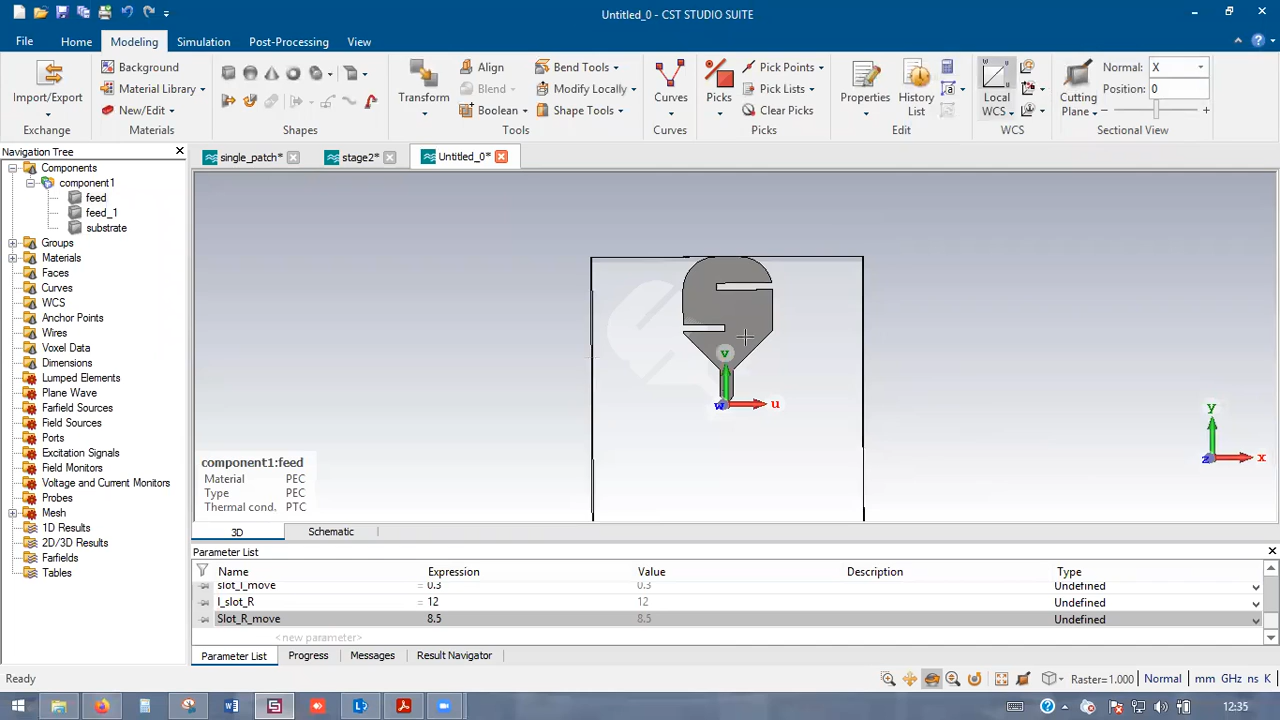 Untitled_0 - CST STUDIO SUITE
File Home Modeling Simulation Post-Processing View
Import/Export
Exchange
Background
Material Library
New/Edit
Materials
Shapes
Transform
Align
Blend
Boolean
Bend Tools
Modify Locally
Shape Tools
Tools
Curves
Curves
Picks
Pick Points
Pick Lists
Clear Picks
Picks
Properties
History
List
Edit
Local
WCS
WCS
Cutting
Plane
Normal: X
Position: 0
Sectional View
Navigation Tree
single_patch*
stage2*
Untitled_0*
Components
component1
feed
feed_1
substrate
Groups
Materials
Faces
Curves
WCS
Anchor Points
Wires
Voxel Data
Dimensions
Lumped Elements
Plane Wave
Farfield Sources
Field Sources
Ports
Excitation Signals
Field Monitors
Voltage and Current Monitors
Probes
Mesh
1D Results
2D/3D Results
Farfields
Tables
v
w
u
y
z
x
component1:feed
Material PEC
Type PEC
Thermal cond. PTC
3D Schematic
Parameter List
Name Expression Value Description Type
slot_l_move = 0.3 0.3 Undefined
l_slot_R = 12 12 Undefined
Slot_R_move 8.5 8.5 Undefined
<new parameter>
Parameter List Progress Messages Result Navigator
Ready
Raster=1.000 Normal mm GHz ns K
12:35